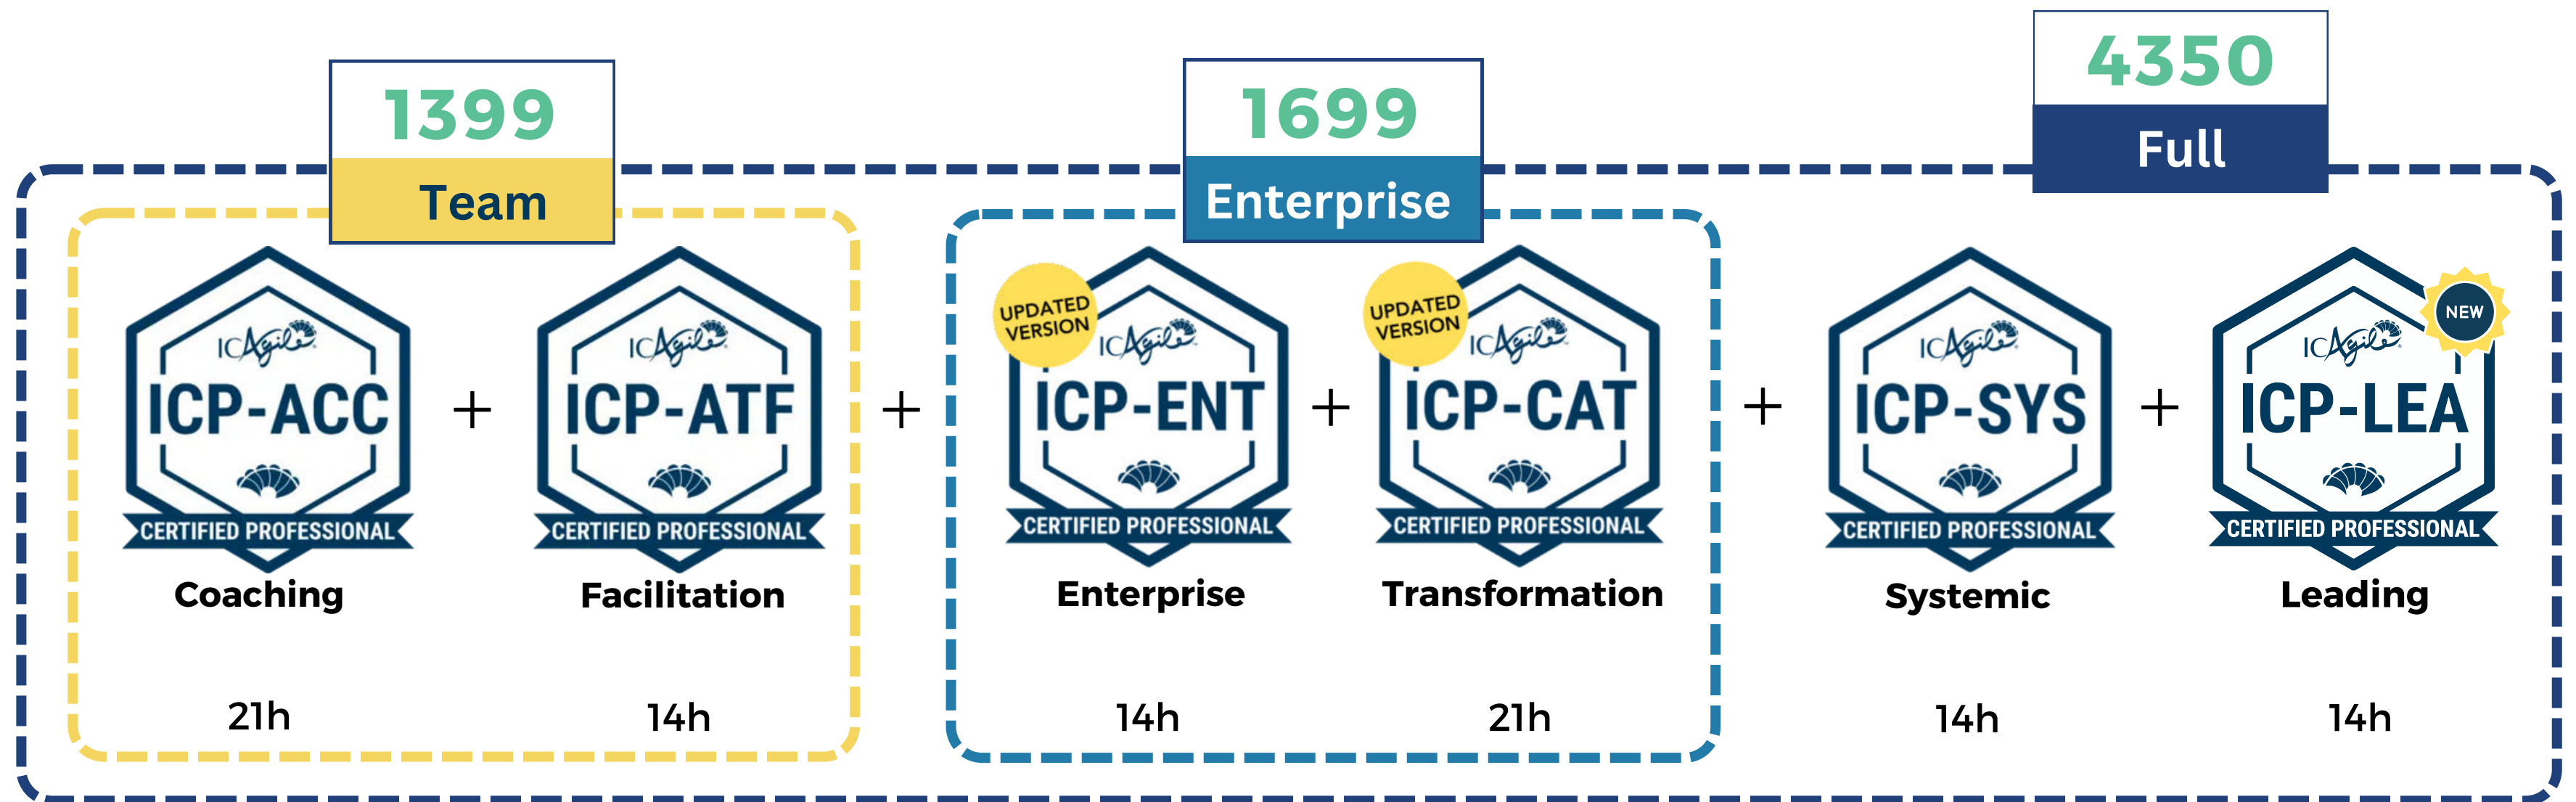 1399
Team
1699
Enterprise
4350
Full
ICAgile
ICP-ACC
CERTIFIED PROFESSIONAL
Coaching
21h
+
ICAgile
ICP-ATF
CERTIFIED PROFESSIONAL
Facilitation
14h
+
UPDATED
VERSION
ICAgile
ICP-ENT
CERTIFIED PROFESSIONAL
Enterprise
14h
+
UPDATED
VERSION
ICAgile
ICP-CAT
CERTIFIED PROFESSIONAL
Transformation
21h
+
ICAgile
ICP-SYS
CERTIFIED PROFESSIONAL
Systemic
14h
+
NEW
ICAgile
ICP-LEA
CERTIFIED PROFESSIONAL
Leading
14h